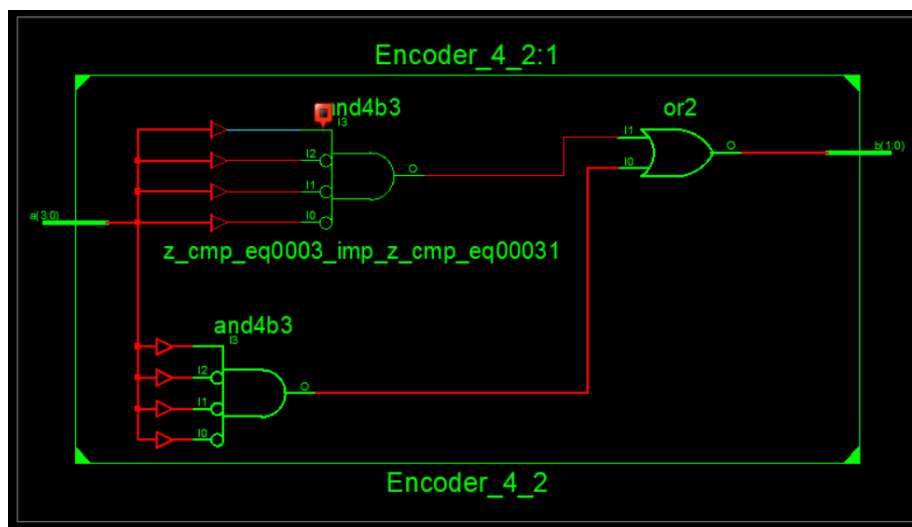 Encoder_4_2:1
and4b3
or2
I3
I1
O
b(1:0)
I2
O
I0
I1
a(3:0)
I0
z_cmp_eq0003_imp_z_cmp_eq00031
and4b3
I3
I2
O
I1
I0
Encoder_4_2